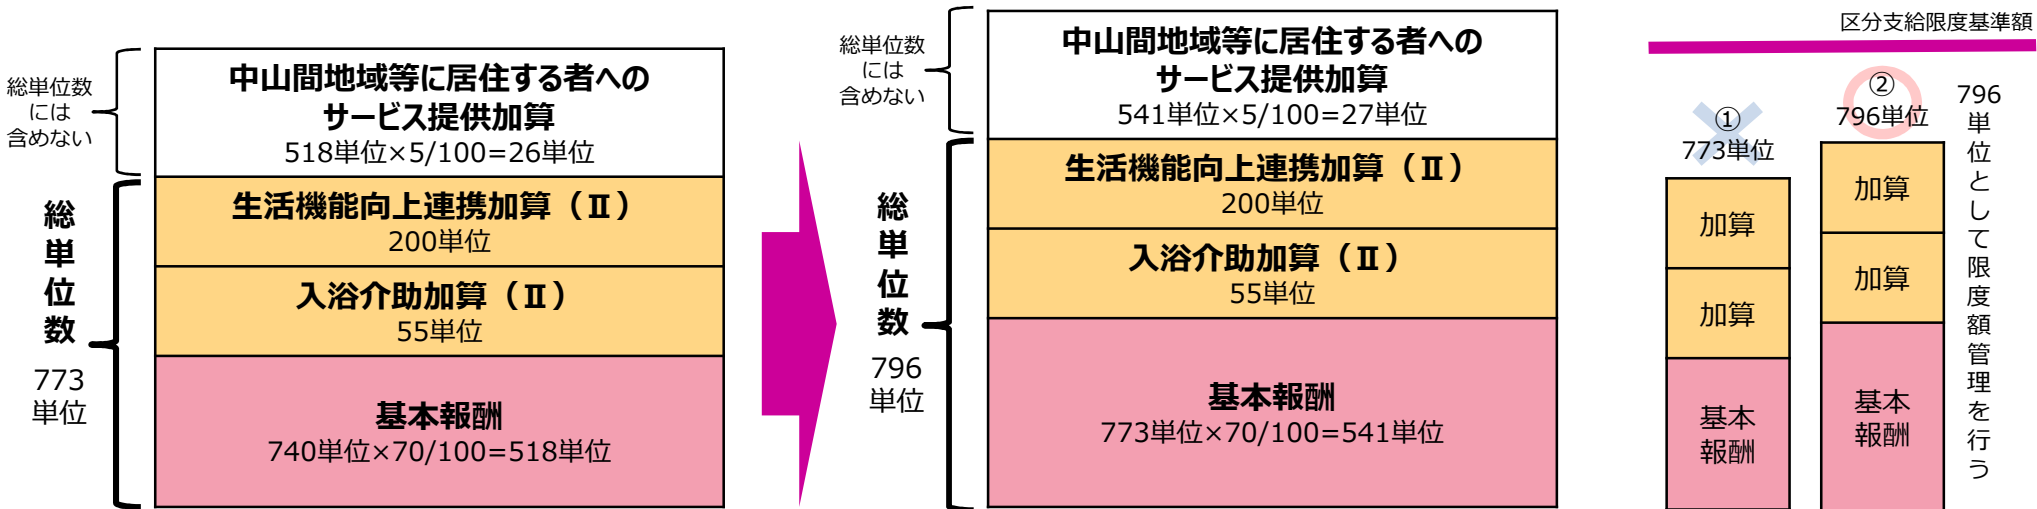 総単位数
には
含めない
中山間地域等に居住する者への
サービス提供加算
518単位×5/100=26単位
生活機能向上連携加算（Ⅱ）
200単位
入浴介助加算（Ⅱ）
55単位
基本報酬
740単位×70/100=518単位
総単位数
773
単位
総単位数
には
含めない
中山間地域等に居住する者への
サービス提供加算
541単位×5/100=27単位
生活機能向上連携加算（Ⅱ）
200単位
入浴介助加算（Ⅱ）
55単位
基本報酬
773単位×70/100=541単位
総単位数
796
単位
区分支給限度基準額
①
773単位
加算
加算
基本
報酬
②
796単位
加算
加算
基本
報酬
796単位として限度額管理を行う